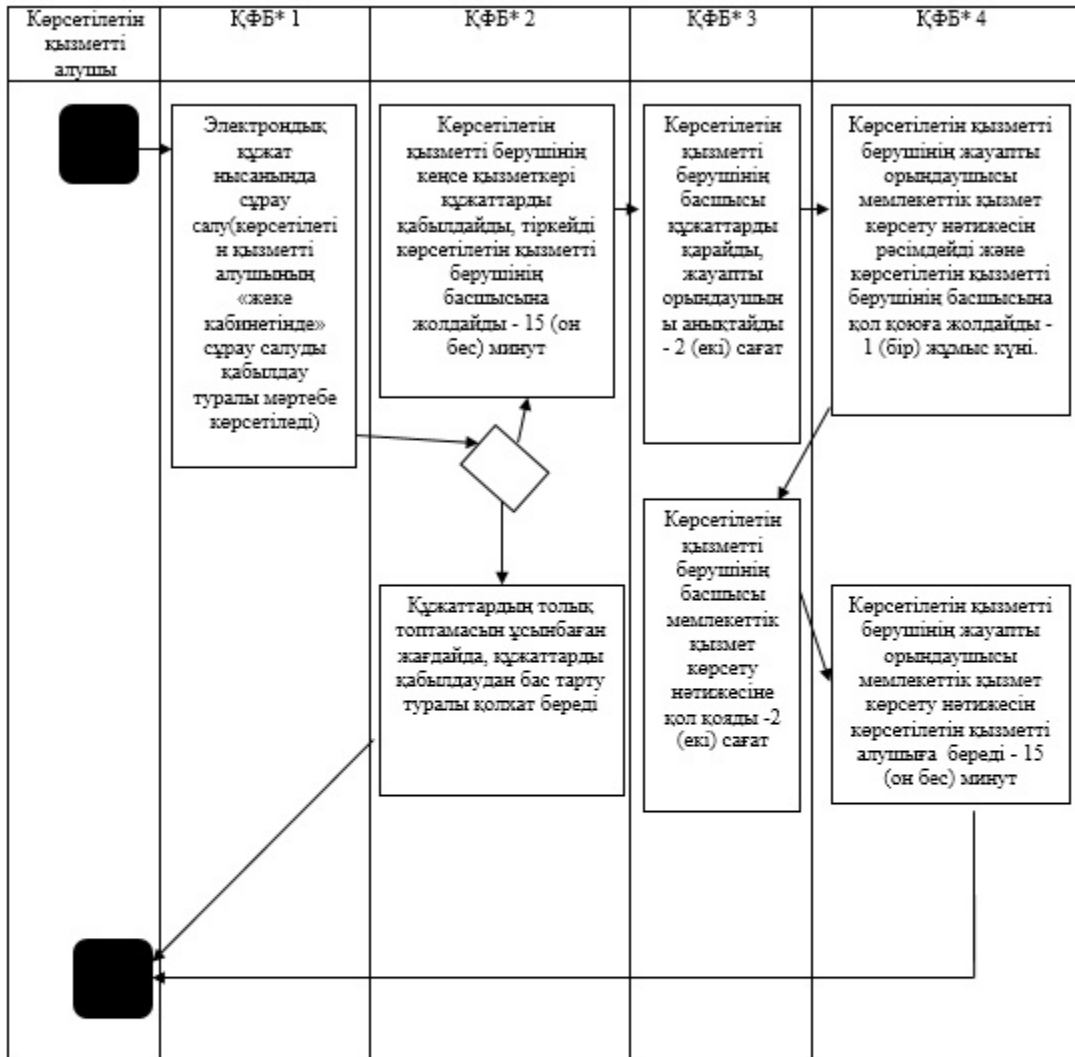 Көрсетілетін
қызметті
алушы
ҚФБ* 1
ҚФБ* 2
ҚФБ* 3
ҚФБ* 4
Электрондық
құжат
нысанында
сұрау
салу(көрсетілеті
н қызметті
алушының
«жеке
кабинетінде»
сұрау салуды
қабылдау
туралы мәртебе
көрсетіледі)
Көрсетілетін
қызметті берушінің
кеңсе қызметкері
құжаттарды
қабылдайды, тіркейді
көрсетілетін қызметті
берушінің
басшысына
жолдайды - 15 (он
бес) минут
Көрсетілетін
қызметті
берушінің
басшысы
құжаттарды
қарайды,
жауапты
орындаушын
ы анықтайды
- 2 (екі) сағат
Көрсетілетін қызметті
берушінің жауапты
орындаушысы
мемлекеттік қызмет
көрсету нәтижесін
рәсімдейді және
көрсетілетін қызметті
берушінің басшысына
қол қоюға жолдайды -
1 (бір) жұмыс күні.
Құжаттардың толық
топтамасын ұсынбаған
жағдайда, құжаттарды
қабылдаудан бас тарту
туралы қолхат береді
Көрсетілетін
қызметті
берушінің
басшысы
мемлекеттік
қызмет
көрсету
нәтижесіне
қол қояды -2
(екі) сағат
Көрсетілетін қызметті
берушінің жауапты
орындаушысы
мемлекеттік қызмет
көрсету нәтижесін
көрсетілетін қызметті
алушыға береді - 15
(он бес) минут